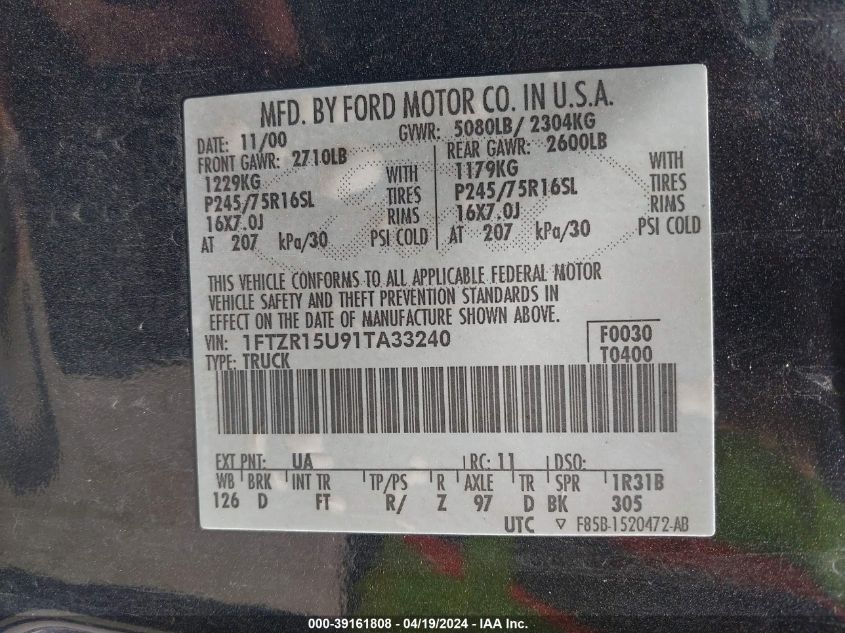 MFD. BY FORD MOTOR CO. IN U.S.A.
DATE: 11/00 GVWR: 5080LB/ 2304KG
FRONT GAWR: 2710LB REAR GAWR: 2600LB
1229KG WITH 1179KG WITH
P245/75R16SL TIRES P245/75R16SL TIRES
16X7.0J RIMS 16X7.0J RIMS
AT 207 kPa/30 PSI COLD AT 207 kPa/30 PSI COLD
THIS VEHICLE CONFORMS TO ALL APPLICABLE FEDERAL MOTOR
VEHICLE SAFETY AND THEFT PREVENTION STANDARDS IN
EFFECT ON THE DATE OF MANUFACTURE SHOWN ABOVE.
VIN: 1FTZR15U91TA33240 F0030
TYPE: TRUCK T0400
EXT PNT: UA RC: 11 DSO:
WB BRK INT TR TP/PS R AXLE TR SPR 1R31B
126 D FT R/ Z 97 D BK 305
UTC ▽ F85B-1520472-AB
000-39161808 - 04/19/2024 - IAAI.com